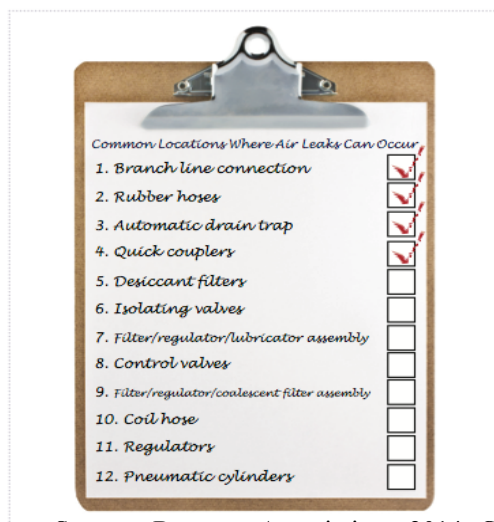 Common Locations Where Air Leaks Can Occur
1. Branch line connection
2. Rubber hoses
3. Automatic drain trap
4. Quick couplers
5. Desiccant filters
6. Isolating valves
7. Filter/regulator/lubricator assembly
8. Control valves
9. Filter/regulator/coalescent filter assembly
10. Coil hose
11. Regulators
12. Pneumatic cylinders